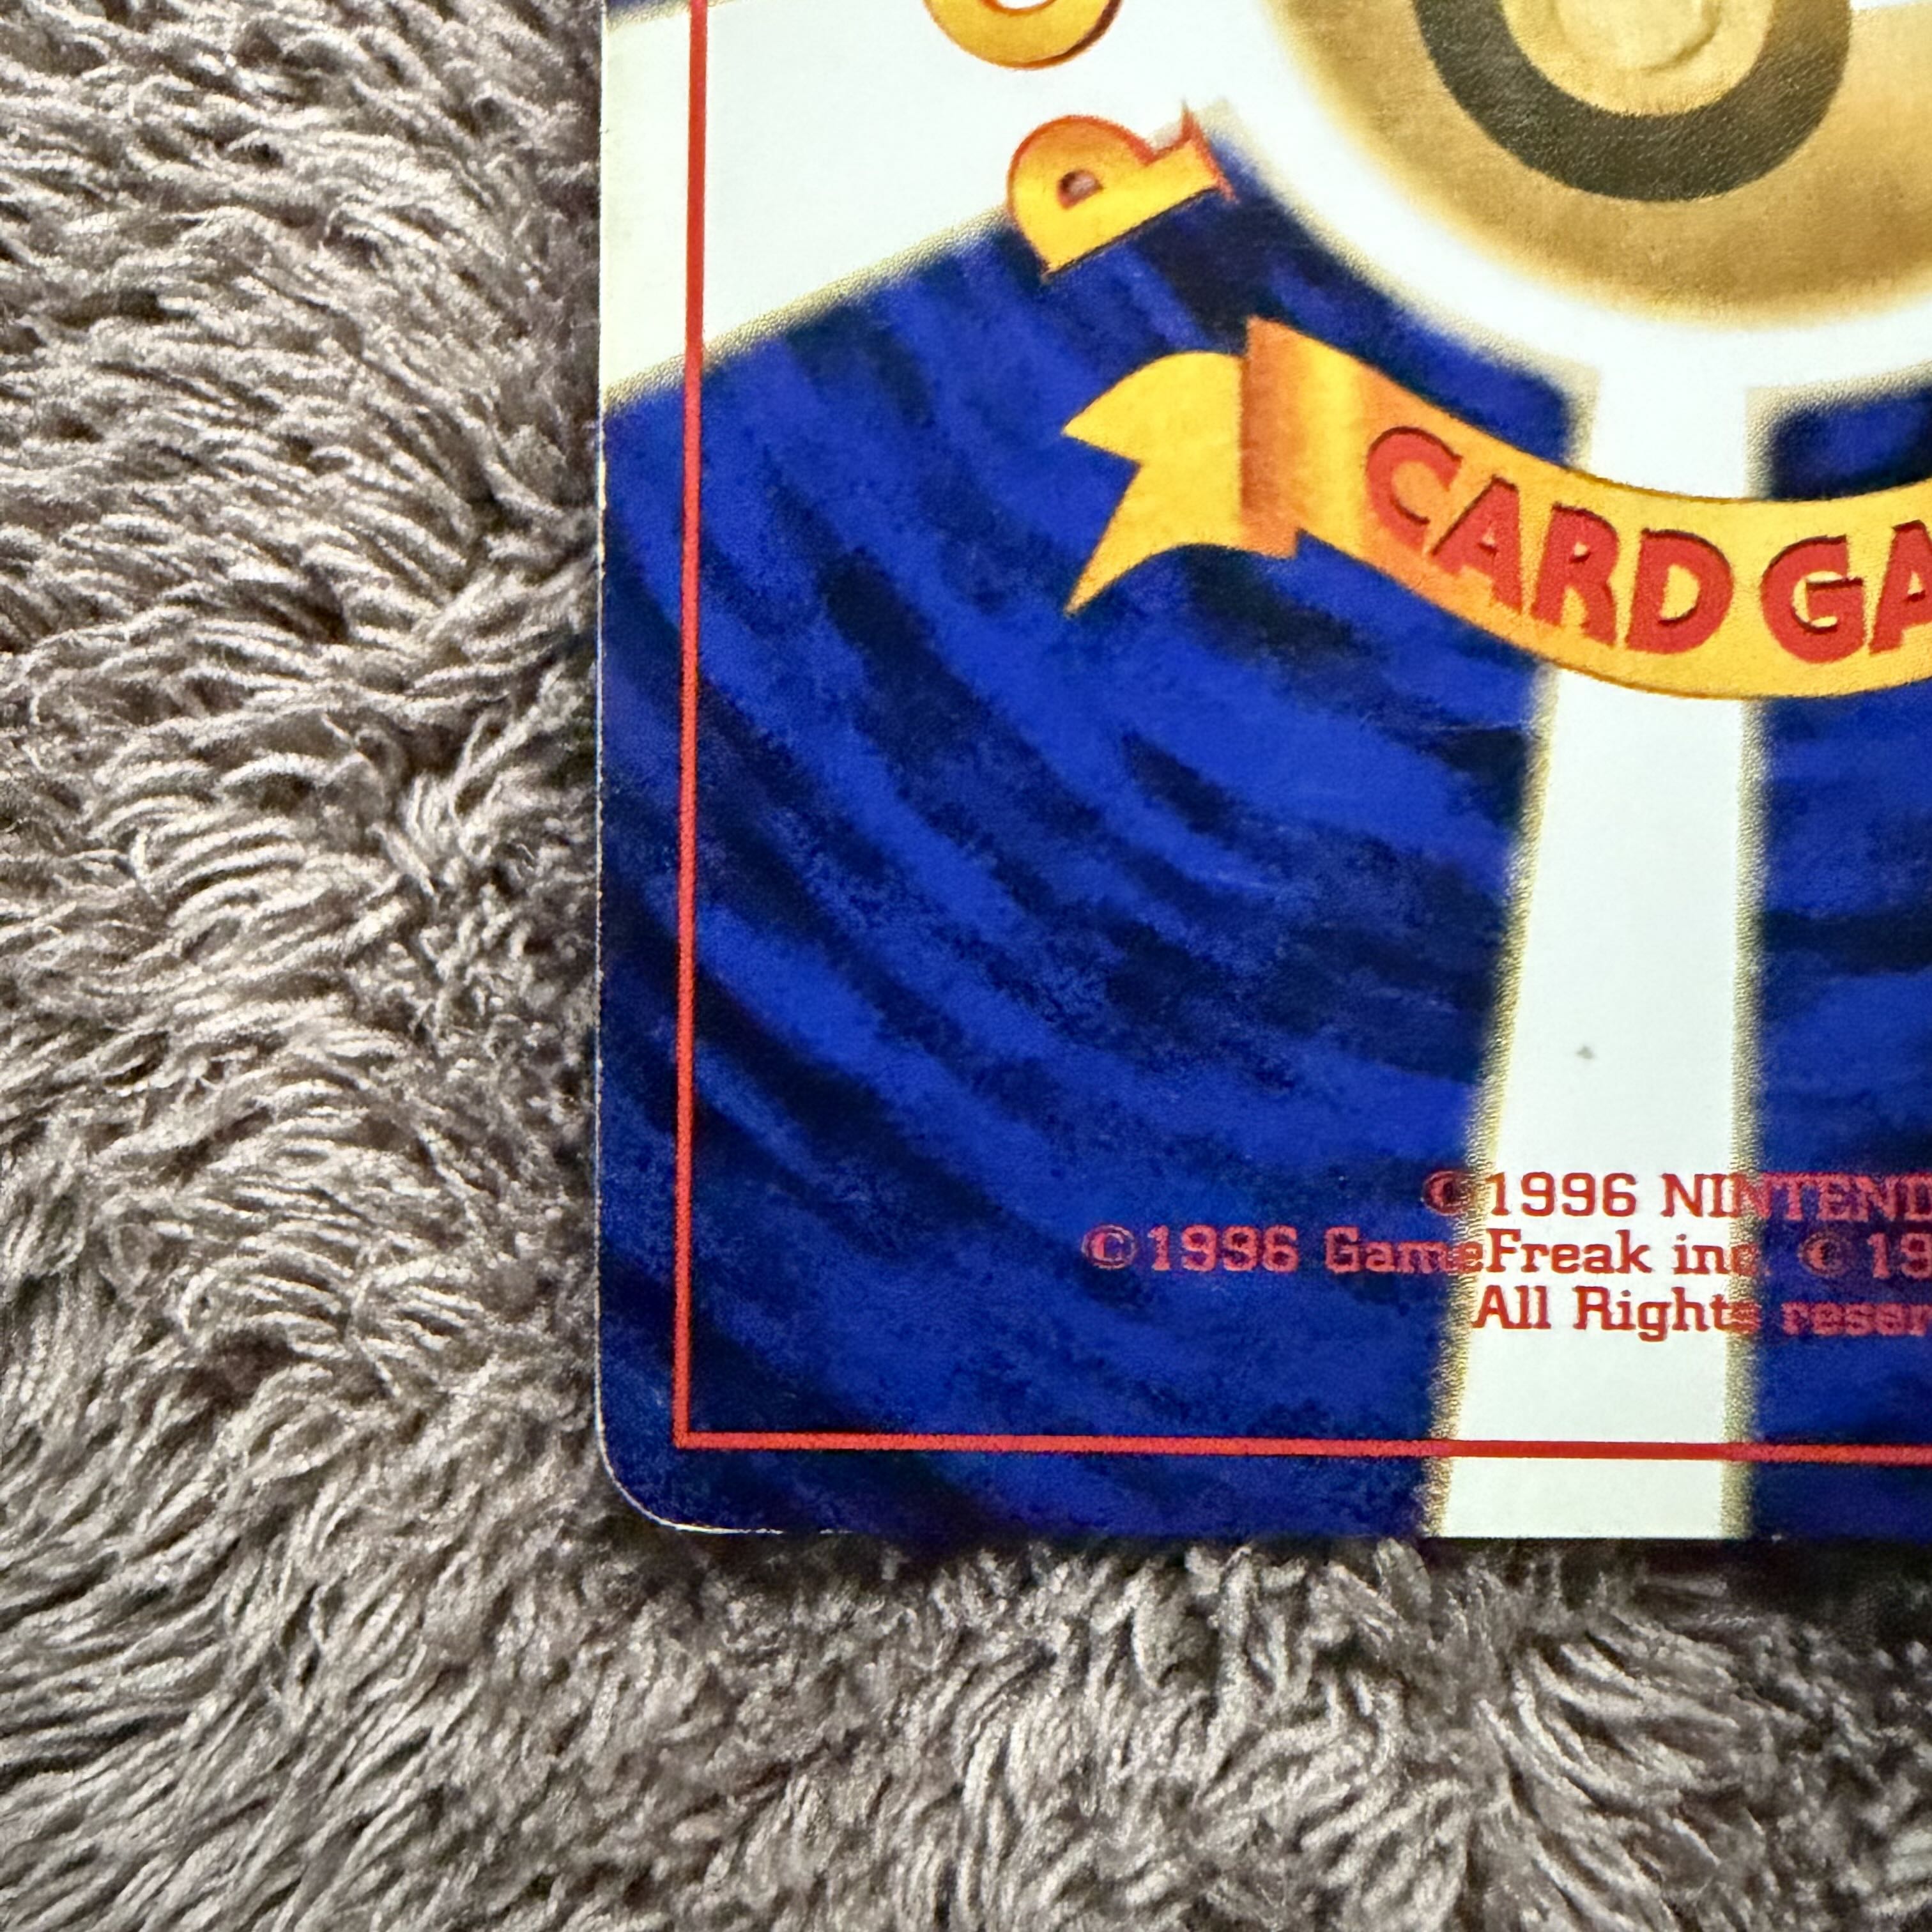 P
CARD GA
©1996 NINTEND
©1996 GameFreak inc. ©19
All Rights reser